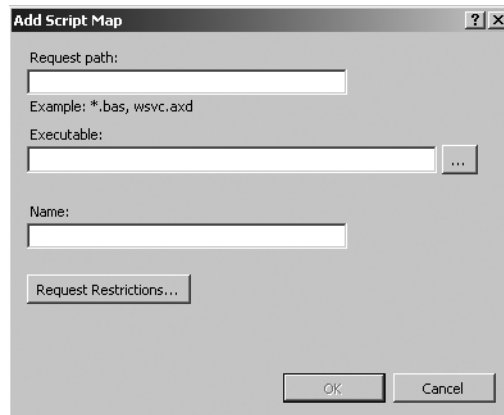 Add Script Map
Request path:
Example: *.bas, wsvc.axd
Executable:
...
Name:
Request Restrictions...
OK
Cancel